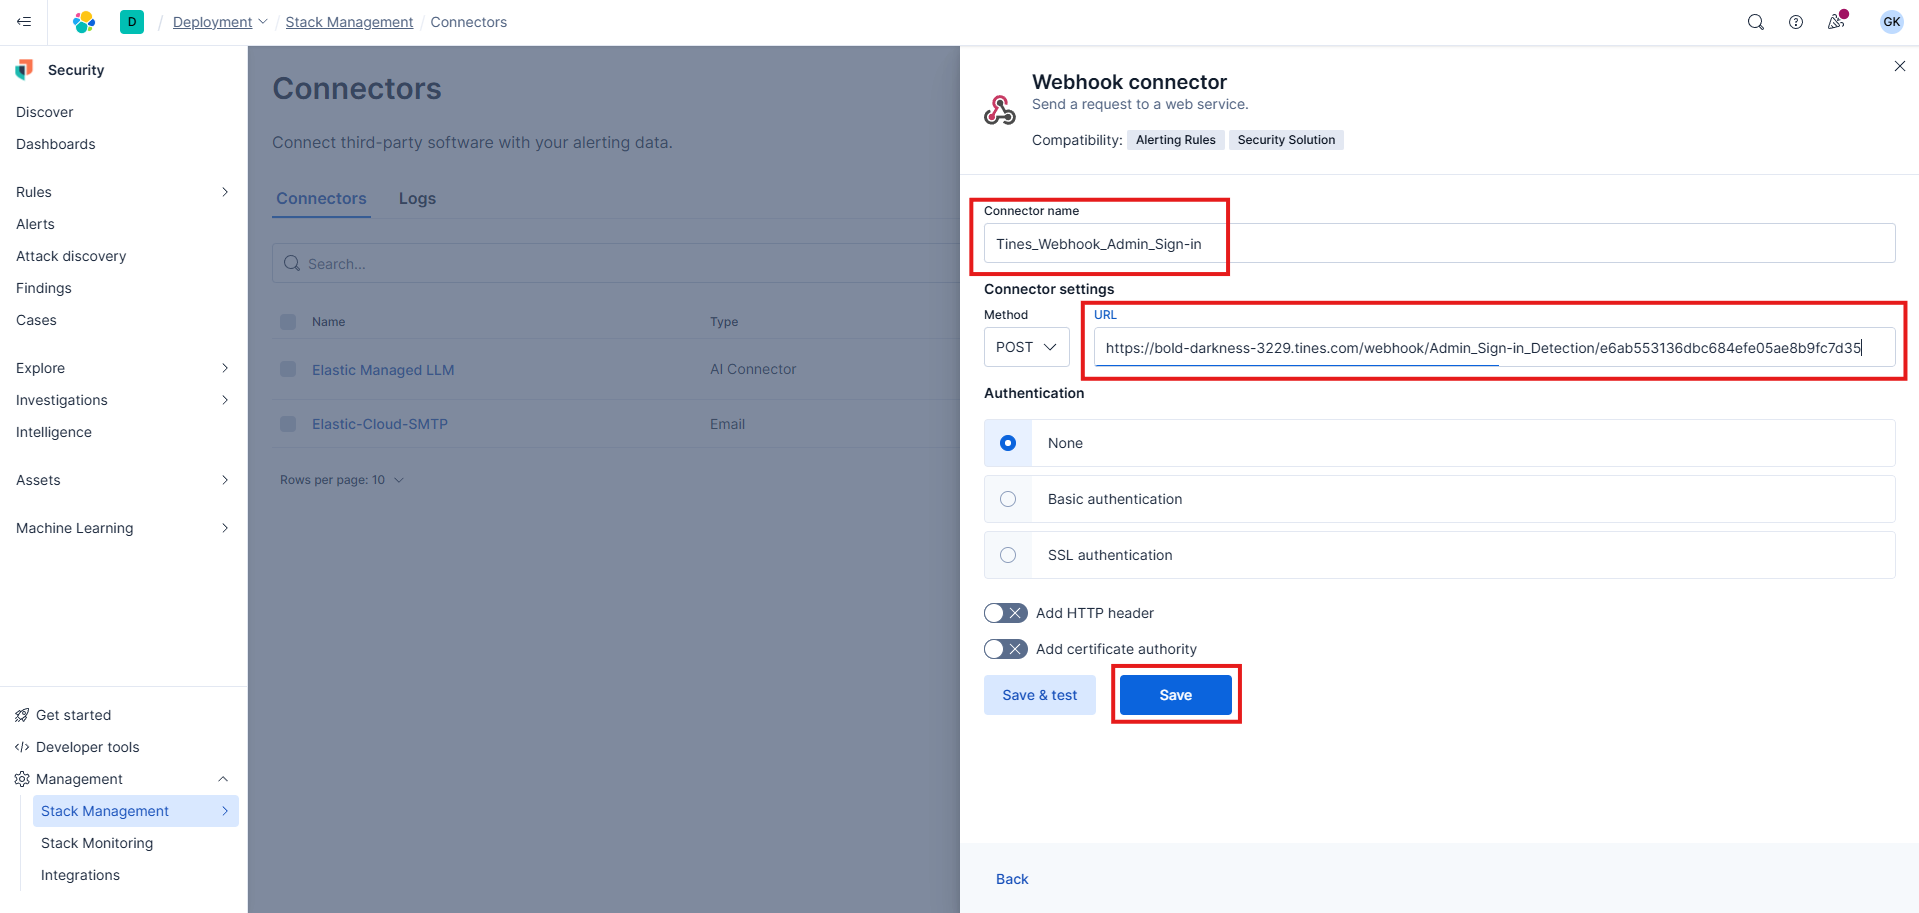 D
Deployment
Stack Management
Connectors
GK
Security
Discover
Dashboards
Rules
Alerts
Attack discovery
Findings
Cases
Explore
Investigations
Intelligence
Assets
Machine Learning
Get started
Developer tools
Management
Stack Management
Stack Monitoring
Integrations
Connectors
Connect third-party software with your alerting data.
Connectors Logs
Search...
Name Type
Elastic Managed LLM AI Connector
Elastic-Cloud-SMTP Email
Rows per page: 10
Webhook connector
Send a request to a web service.
Compatibility: Alerting Rules Security Solution
Connector name
Tines_Webhook_Admin_Sign-in
Connector settings
Method URL
POST https://bold-darkness-3229.tines.com/webhook/Admin_Sign-in_Detection/e6ab553136dbc684efe05ae8b9fc7d35
Authentication
None
Basic authentication
SSL authentication
Add HTTP header
Add certificate authority
Save & test Save
Back